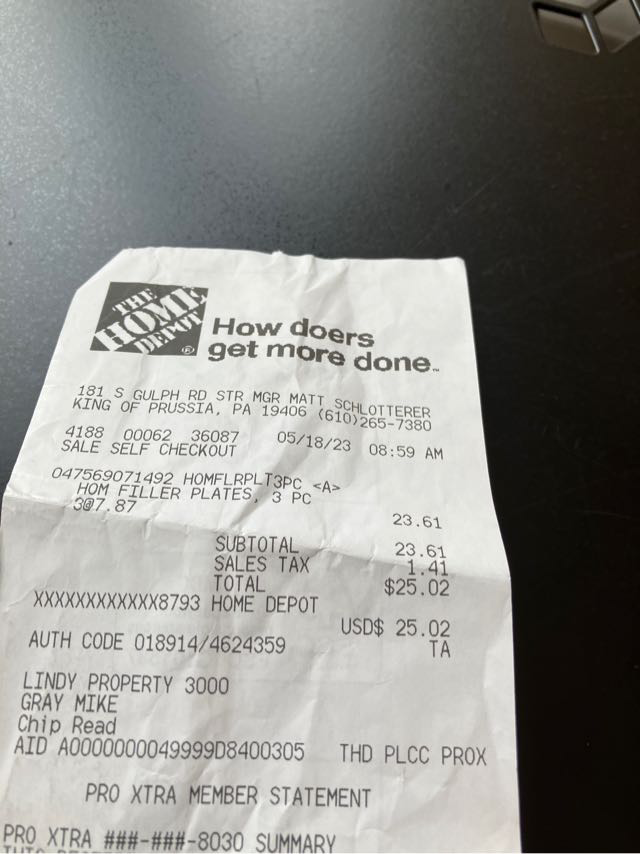 THE
HOME
DEPOT
®
How doers
get more done™
181 S GULPH RD STR MGR MATT SCHLOTTERER
KING OF PRUSSIA, PA 19406 (610)265-7380
4188 00062 36087 05/18/23 08:59 AM
SALE SELF CHECKOUT
047569071492 HOMFLRPLT3PC <A>
HOM FILLER PLATES, 3 PC
3@7.87 23.61
SUBTOTAL 23.61
SALES TAX 1.41
TOTAL $25.02
XXXXXXXXXXXX8793 HOME DEPOT
USD$ 25.02
AUTH CODE 018914/4624359 TA
LINDY PROPERTY 3000
GRAY MIKE
Chip Read
AID A0000000049999D8400305 THD PLCC PROX
PRO XTRA MEMBER STATEMENT
PRO XTRA ###-###-8030 SUMMARY